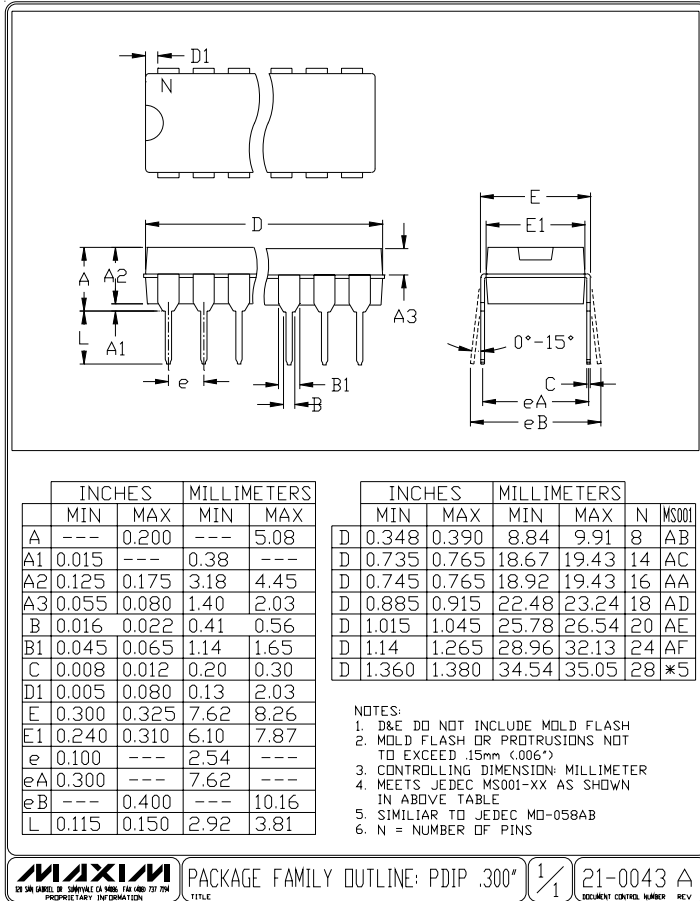 D1
N
E
E1
D
A
A2
A3
L
A1
0°-15°
e
B1
B
C
eA
eB
INCHES MILLIMETERS
MIN MAX MIN MAX
A --- 0.200 --- 5.08
A1 0.015 --- 0.38 ---
A2 0.125 0.175 3.18 4.45
A3 0.055 0.080 1.40 2.03
B 0.016 0.022 0.41 0.56
B1 0.045 0.065 1.14 1.65
C 0.008 0.012 0.20 0.30
D1 0.005 0.080 0.13 2.03
E 0.300 0.325 7.62 8.26
E1 0.240 0.310 6.10 7.87
e 0.100 --- 2.54 ---
eA 0.300 --- 7.62 ---
eB --- 0.400 --- 10.16
L 0.115 0.150 2.92 3.81
INCHES MILLIMETERS
MIN MAX MIN MAX N MS001
D 0.348 0.390 8.84 9.91 8 AB
D 0.735 0.765 18.67 19.43 14 AC
D 0.745 0.765 18.92 19.43 16 AA
D 0.885 0.915 22.48 23.24 18 AD
D 1.015 1.045 25.78 26.54 20 AE
D 1.14 1.265 28.96 32.13 24 AF
D 1.360 1.380 34.54 35.05 28 *5
NOTES:
1. D&E DO NOT INCLUDE MOLD FLASH
2. MOLD FLASH OR PROTRUSIONS NOT
TO EXCEED .15mm (.006")
3. CONTROLLING DIMENSION: MILLIMETER
4. MEETS JEDEC MS001-XX AS SHOWN
IN ABOVE TABLE
5. SIMILIAR TO JEDEC MO-058AB
6. N = NUMBER OF PINS
MAXIM
120 SAN GABRIEL DR SUNNYVALE CA 94086 FAX (408) 737 7194
PROPRIETARY INFORMATION
PACKAGE FAMILY OUTLINE: PDIP .300"
TITLE
1/1
21-0043 A
DOCUMENT CONTROL NUMBER REV